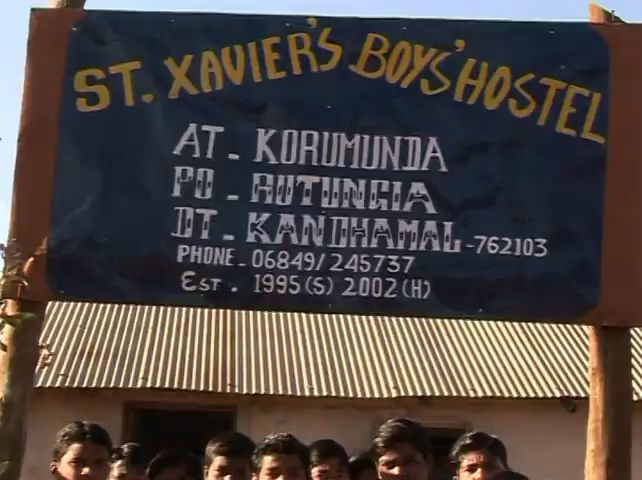 ST. XAVIER'S BOYS' HOSTEL
AT - KORUMUNDA
PO - RUTUNGIA
DT - KANDHAMAL-762103
PHONE - 06849/245737
EST. 1995 (S) 2002 (H)